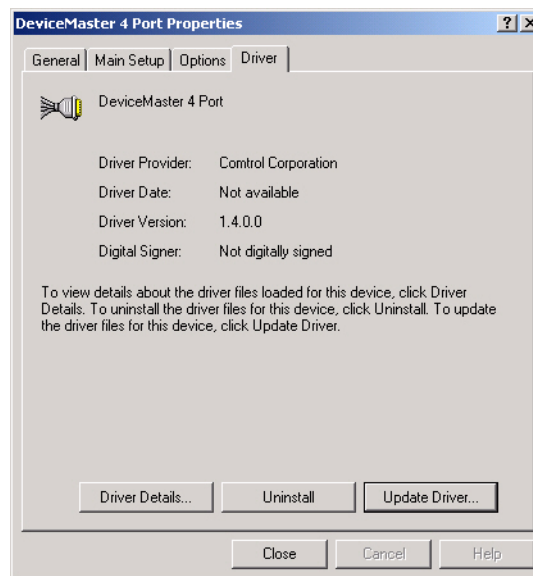 DeviceMaster 4 Port Properties
General Main Setup Options Driver
DeviceMaster 4 Port
Driver Provider: Comtrol Corporation
Driver Date: Not available
Driver Version: 1.4.0.0
Digital Signer: Not digitally signed
To view details about the driver files loaded for this device, click Driver
Details. To uninstall the driver files for this device, click Uninstall. To update
the driver files for this device, click Update Driver.
Driver Details... Uninstall Update Driver...
Close Cancel Help